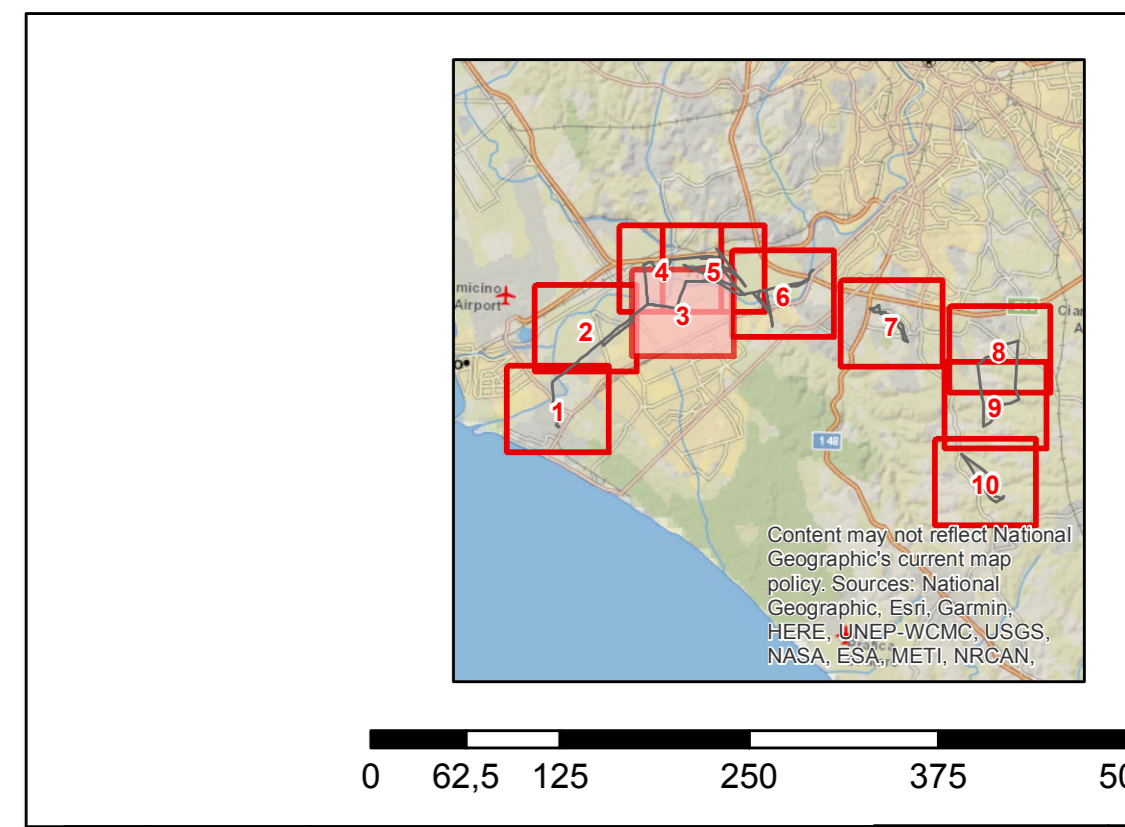 4
5
6
3
micino
Airport
2
7
Cia
A
8
1
9
148
10
Content may not reflect National
Geographic's current map
policy. Sources: National
Geographic, Esri, Garmin,
HERE, UNEP-WCMC, USGS,
NASA, ESA, METI, NRCAN,
0 62,5 125 250 375 50